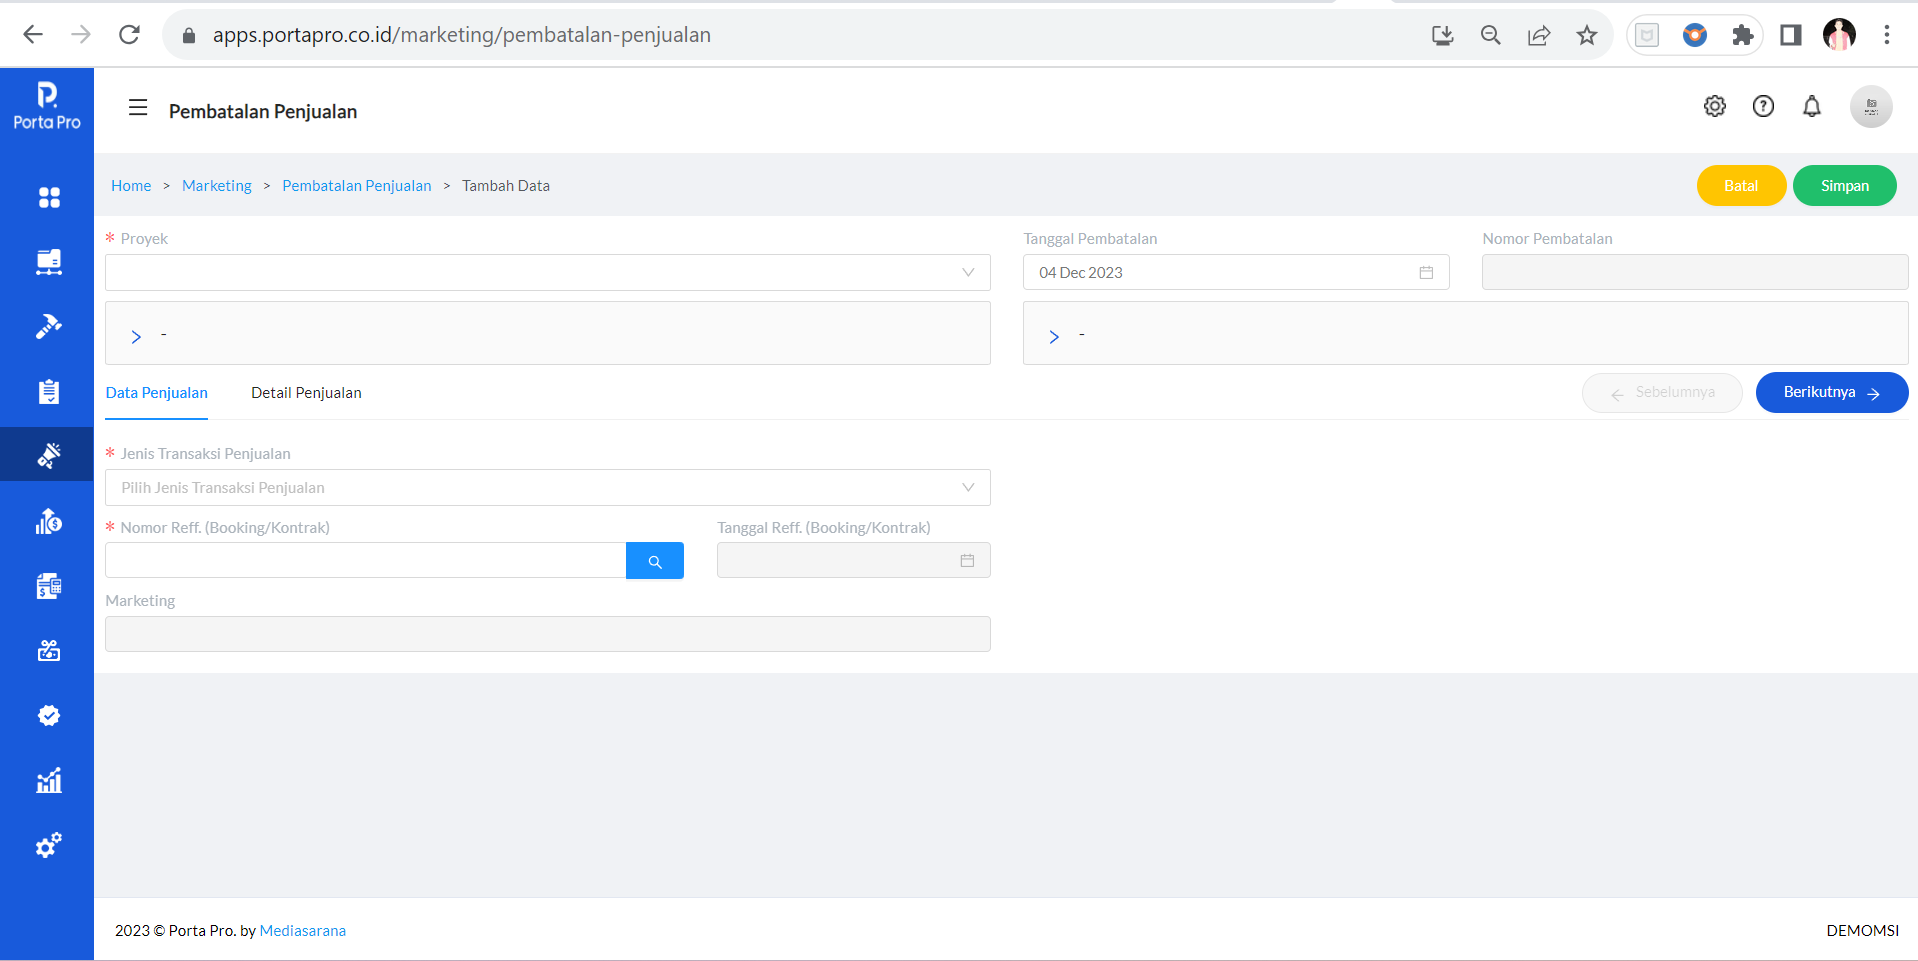 apps.portapro.co.id/marketing/pembatalan-penjualan
P.
Porta Pro
Pembatalan Penjualan
Home > Marketing > Pembatalan Penjualan > Tambah Data
Batal
Simpan
* Proyek
Tanggal Pembatalan
Nomor Pembatalan
04 Dec 2023
> -
> -
Data Penjualan
Detail Penjualan
← Sebelumnya
Berikutnya →
* Jenis Transaksi Penjualan
Pilih Jenis Transaksi Penjualan
* Nomor Reff. (Booking/Kontrak)
Tanggal Reff. (Booking/Kontrak)
Marketing
2023 © Porta Pro. by Mediasarana
DEMOMSI